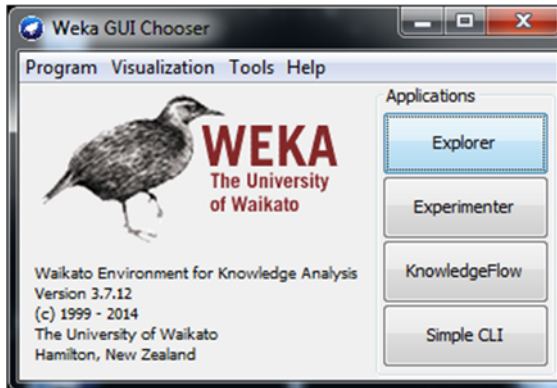 Weka GUI Chooser
Program Visualization Tools Help
Applications
WEKA
The University
of Waikato
Explorer
Experimenter
KnowledgeFlow
Simple CLI
Waikato Environment for Knowledge Analysis
Version 3.7.12
(c) 1999 - 2014
The University of Waikato
Hamilton, New Zealand